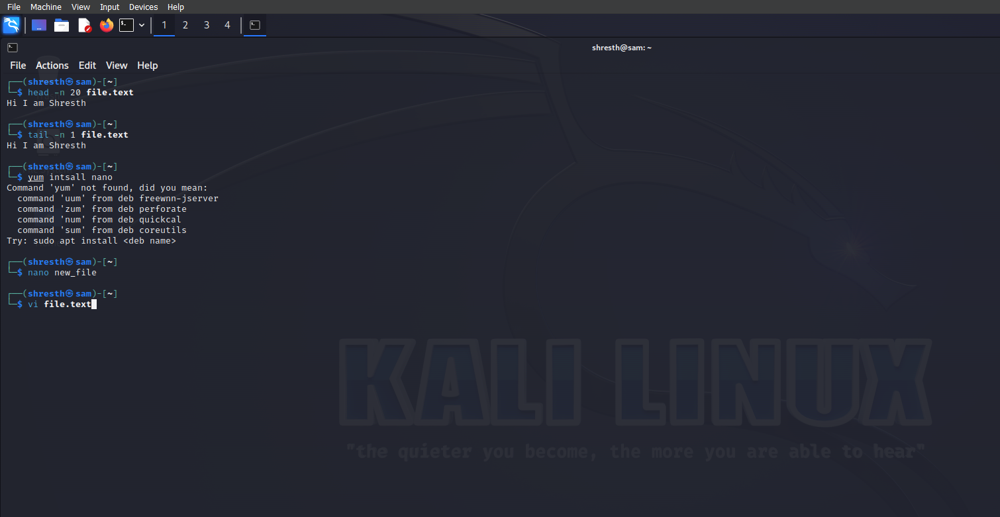 File Machine View Input Devices Help
1 2 3 4
shresth@sam: ~
File Actions Edit View Help
┌──(shresth㉿sam)-[~]
└─$ head -n 20 file.text
Hi I am Shresth
┌──(shresth㉿sam)-[~]
└─$ tail -n 1 file.text
Hi I am Shresth
┌──(shresth㉿sam)-[~]
└─$ yum intsall nano
Command 'yum' not found, did you mean:
  command 'uum' from deb freewnn-jserver
  command 'zum' from deb perforate
  command 'num' from deb quickcal
  command 'sum' from deb coreutils
Try: sudo apt install <deb name>
┌──(shresth㉿sam)-[~]
└─$ nano new_file
┌──(shresth㉿sam)-[~]
└─$ vi file.text
KALI LINUX
"the quieter you become, the more you are able to hear"